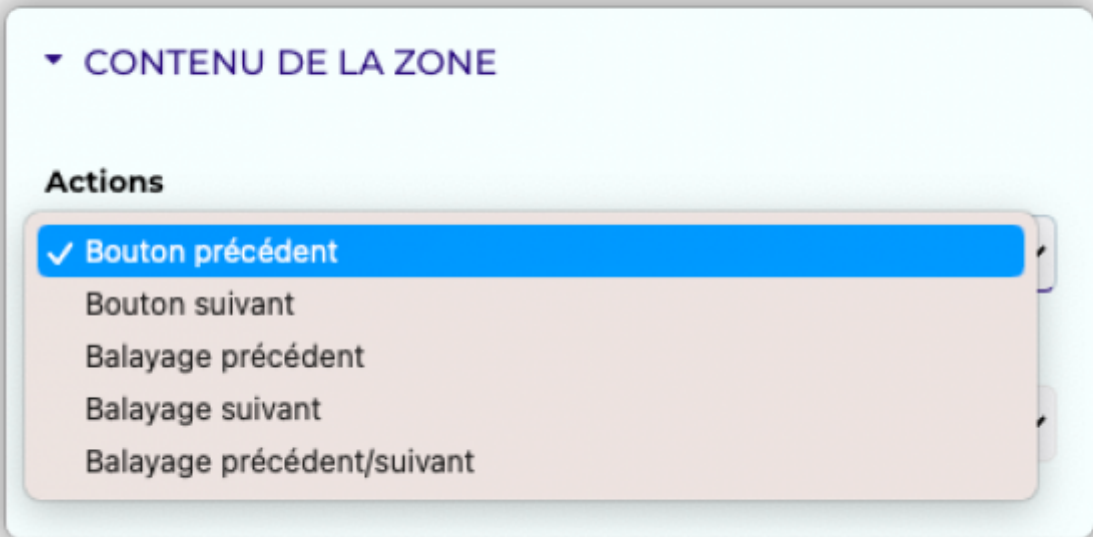 CONTENU DE LA ZONE
Actions
Bouton précédent
Bouton suivant
Balayage précédent
Balayage suivant
Balayage précédent/suivant